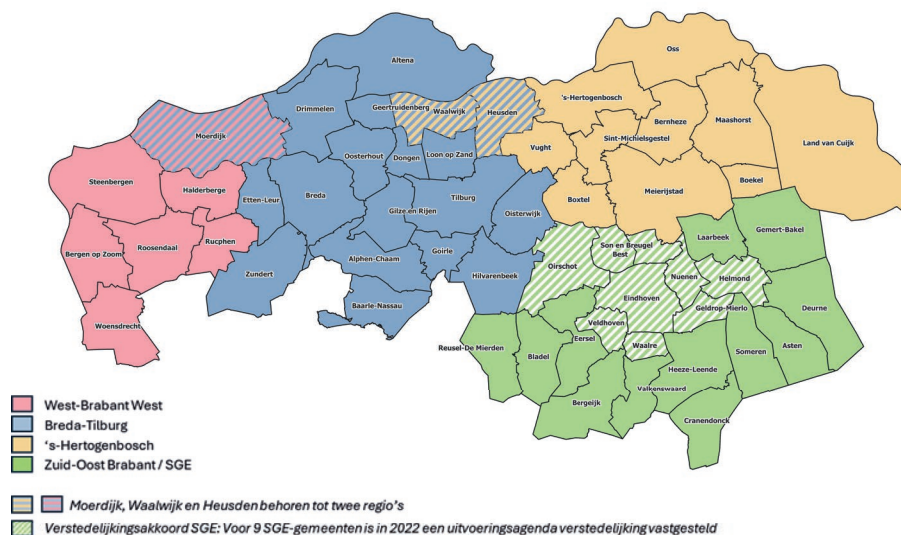 Oss
Altena
's-Hertogenbosch
Drimmelen
Geertruidenberg
Waalwijk
Heusden
Maashorst
Bernheze
Moerdijk
Sint-Michielsgestel
Land van Cuijk
Vught
Oosterhout
Dongen
Loon op Zand
Steenbergen
Halderberge
Boekel
Meierijstad
Etten-Leur
Breda
Boxtel
Tilburg
Gilze en Rijen
Oisterwijk
Laarbeek
Gemert-Bakel
Bergen op Zoom
Roosendaal
Rucphen
Son en Breugel
Best
Goirle
Alphen-Chaam
Oirschot
Zundert
Hilvarenbeek
Nuenen
Helmond
Eindhoven
Baarle-Nassau
Geldrop-Mierlo
Deurne
Woensdrecht
Veldhoven
Eersel
Waalre
Asten
Reusel-De Mierden
Bladel
Someren
Heeze-Leende
Valkenswaard
Bergeijk
Cranendonck
West-Brabant West
Breda-Tilburg
‘s-Hertogenbosch
Zuid-Oost Brabant / SGE
Moerdijk, Waalwijk en Heusden behoren tot twee regio’s
Verstedelijkingsakkoord SGE: Voor 9 SGE-gemeenten is in 2022 een uitvoeringsagenda verstedelijking vastgesteld